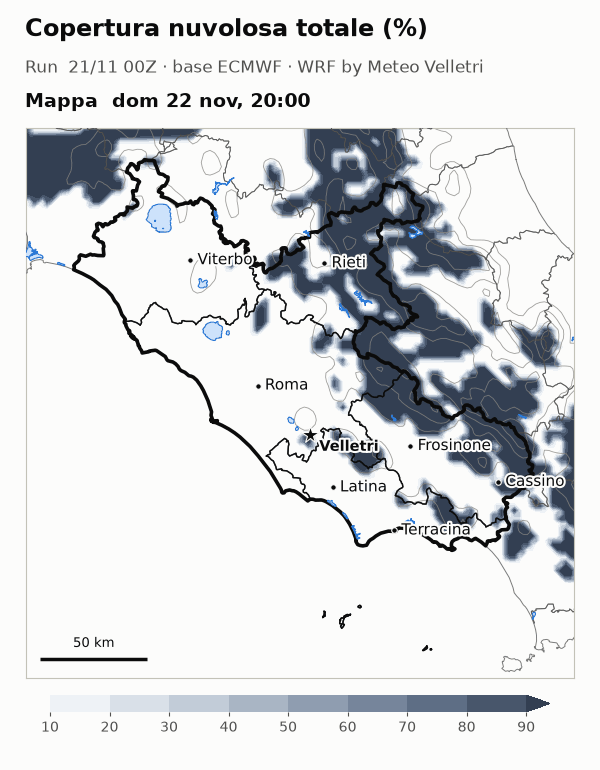 Copertura nuvolosa totale (%)
Run  21/11 00Z · base ECMWF · WRF by Meteo Velletri
Mappa  dom 22 nov, 20:00
Viterbo
Rieti
Roma
Velletri
Frosinone
Cassino
Latina
Terracina
50 km
10 20 30 40 50 60 70 80 90